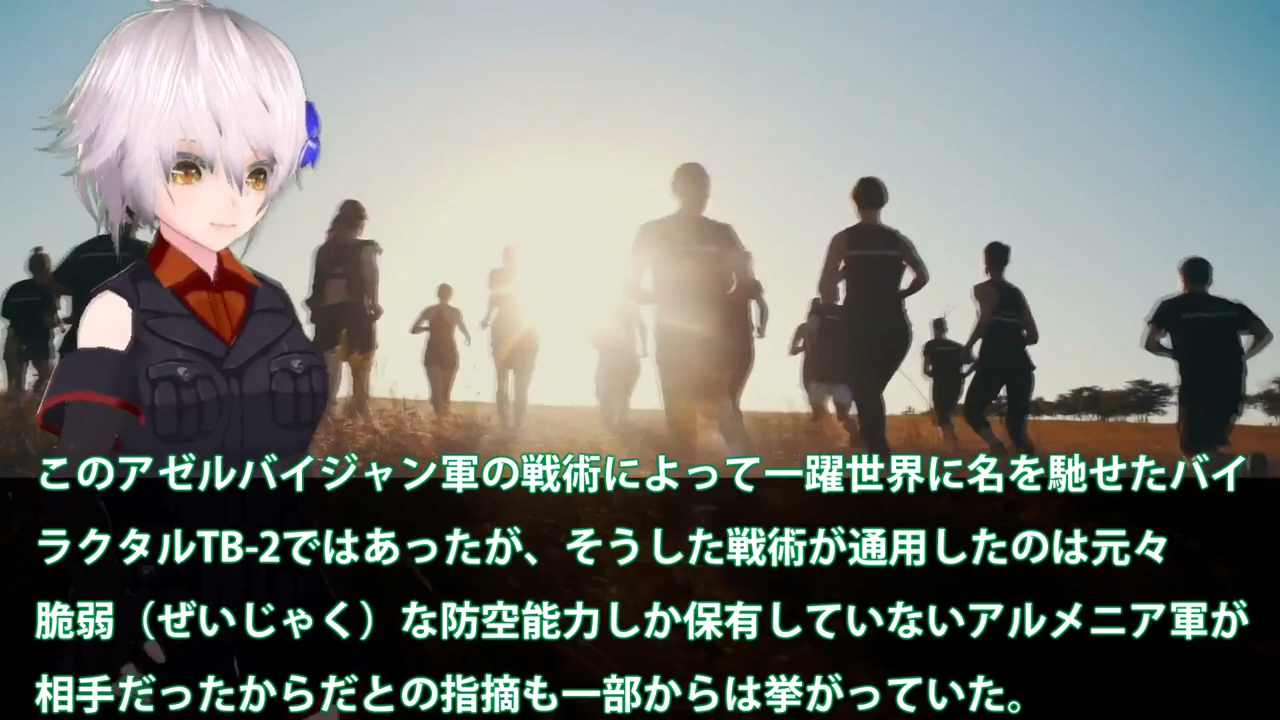 このアゼルバイジャン軍の戦術によって一躍世界に名を馳せたバイ
ラクタルTB-2ではあったが、そうした戦術が通用したのは元々
脆弱（ぜいじゃく）な防空能力しか保有していないアルメニア軍が
相手だったからだとの指摘も一部からは挙がっていた。